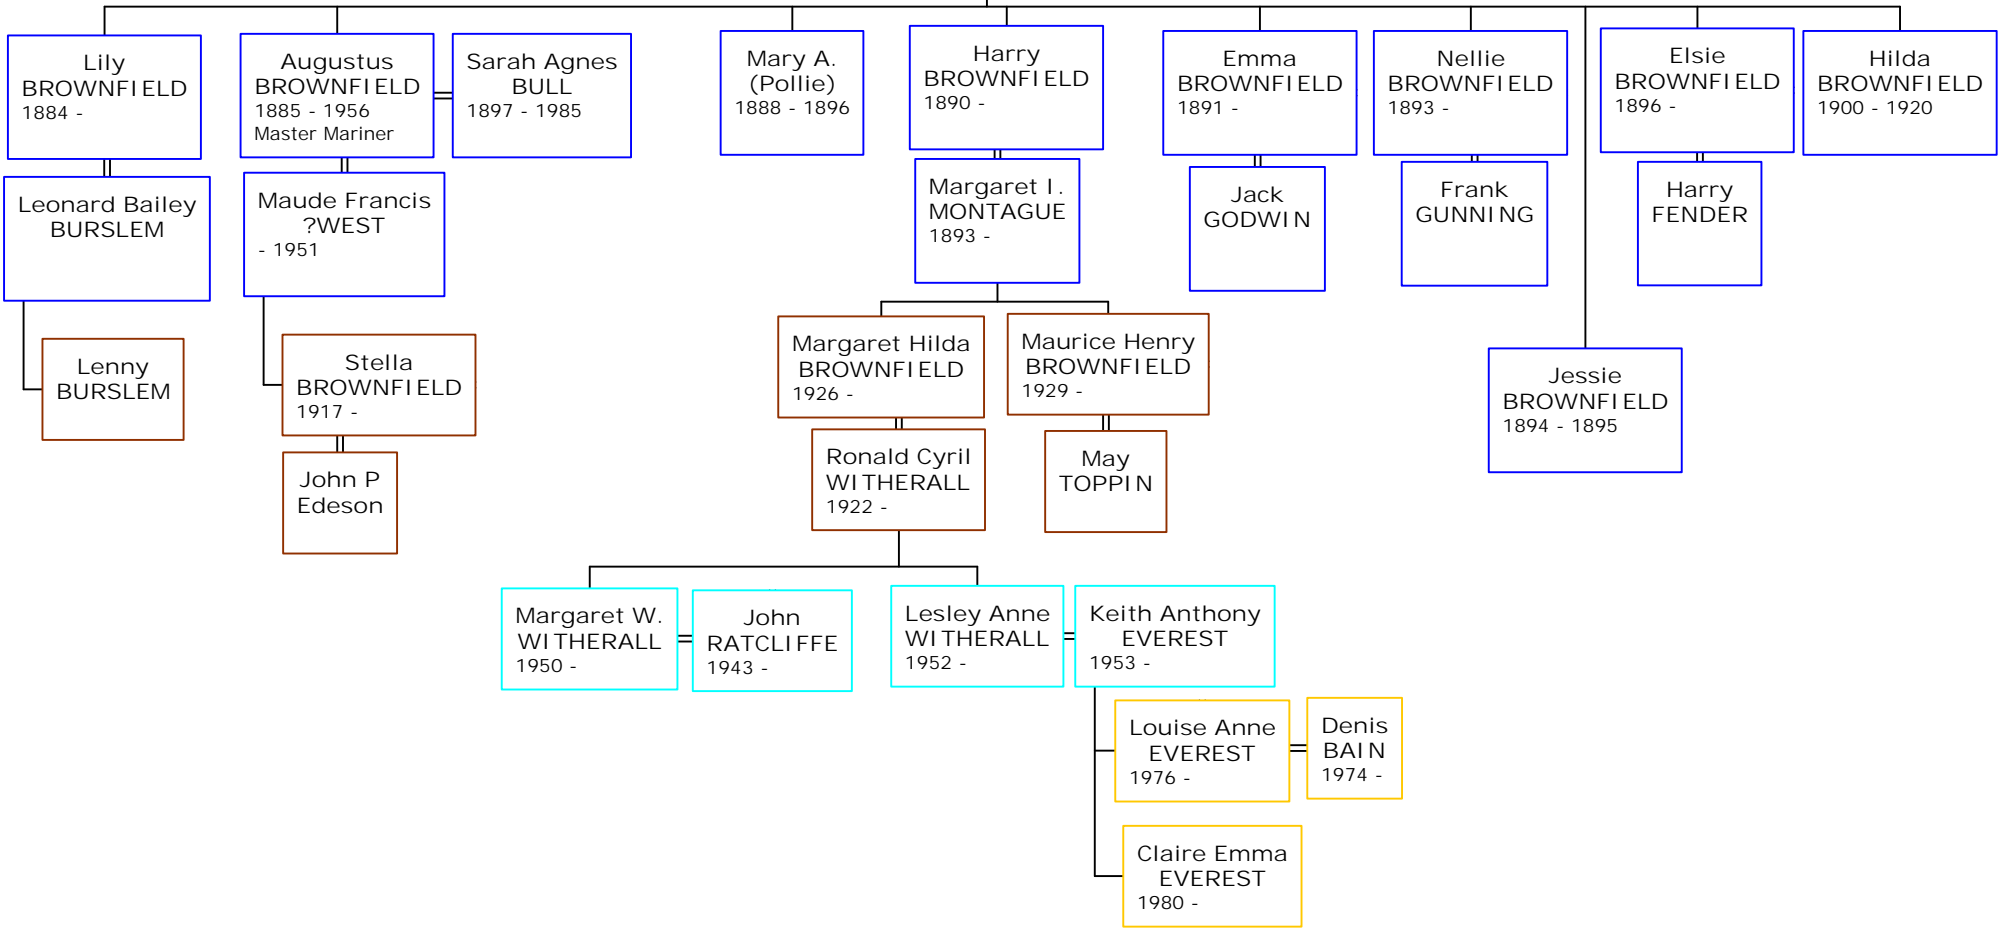 Lily
BROWNFIELD
1884 -
Augustus
BROWNFIELD
1885 - 1956
Master Mariner
Sarah Agnes
BULL
1897 - 1985
Mary A.
(Pollie)
1888 - 1896
Harry
BROWNFIELD
1890 -
Emma
BROWNFIELD
1891 -
Nellie
BROWNFIELD
1893 -
Elsie
BROWNFIELD
1896 -
Hilda
BROWNFIELD
1900 - 1920
Leonard Bailey
BURSLEM
Maude Francis
?WEST
- 1951
Margaret I.
MONTAGUE
1893 -
Jack
GODWIN
Frank
GUNNING
Harry
FENDER
Lenny
BURSLEM
Stella
BROWNFIELD
1917 -
Margaret Hilda
BROWNFIELD
1926 -
Maurice Henry
BROWNFIELD
1929 -
Jessie
BROWNFIELD
1894 - 1895
John P
Edeson
Ronald Cyril
WITHERALL
1922 -
May
TOPPIN
Margaret W.
WITHERALL
1950 -
John
RATCLIFFE
1943 -
Lesley Anne
WITHERALL
1952 -
Keith Anthony
EVEREST
1953 -
Louise Anne
EVEREST
1976 -
Denis
BAIN
1974 -
Claire Emma
EVEREST
1980 -